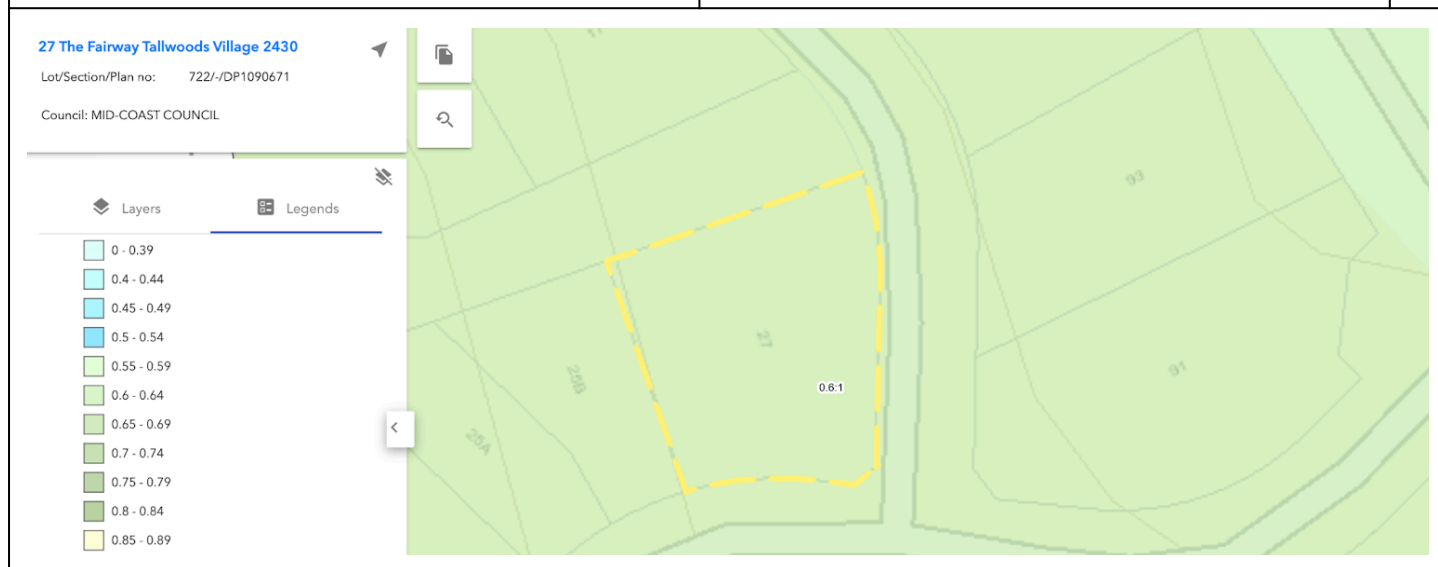 27 The Fairway Tallwoods Village 2430
Lot/Section/Plan no: 722/-/DP1090671
Council: MID-COAST COUNCIL
Layers
Legends
0 - 0.39
0.4 - 0.44
0.45 - 0.49
0.5 - 0.54
0.55 - 0.59
0.6 - 0.64
0.65 - 0.69
0.7 - 0.74
0.75 - 0.79
0.8 - 0.84
0.85 - 0.89
93
27
25B
0.6:1
91
25A